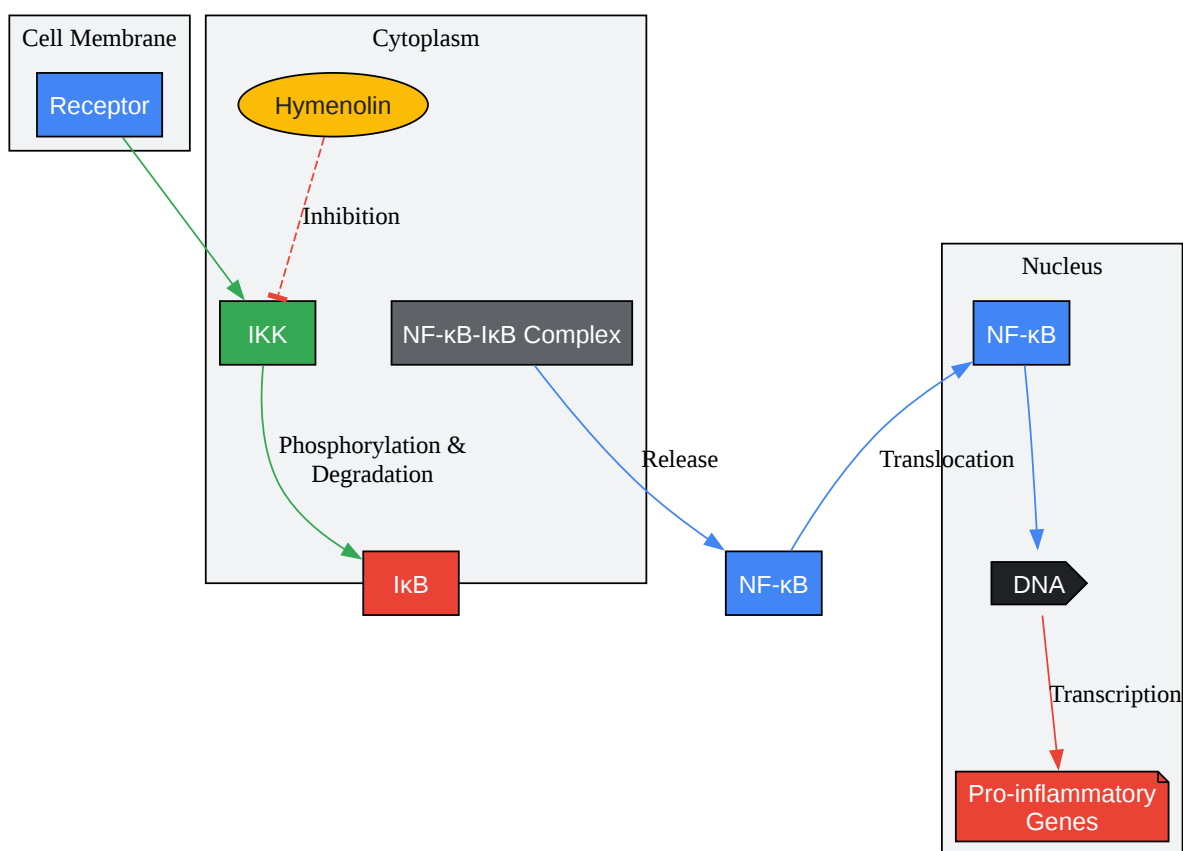 Cell Membrane
Receptor
Cytoplasm
Hymenolin
Inhibition
IKK
NF-κB-IκB Complex
Phosphorylation &
Degradation
IκB
Release
NF-κB
Translocation
Nucleus
NF-κB
DNA
Transcription
Pro-inflammatory
Genes